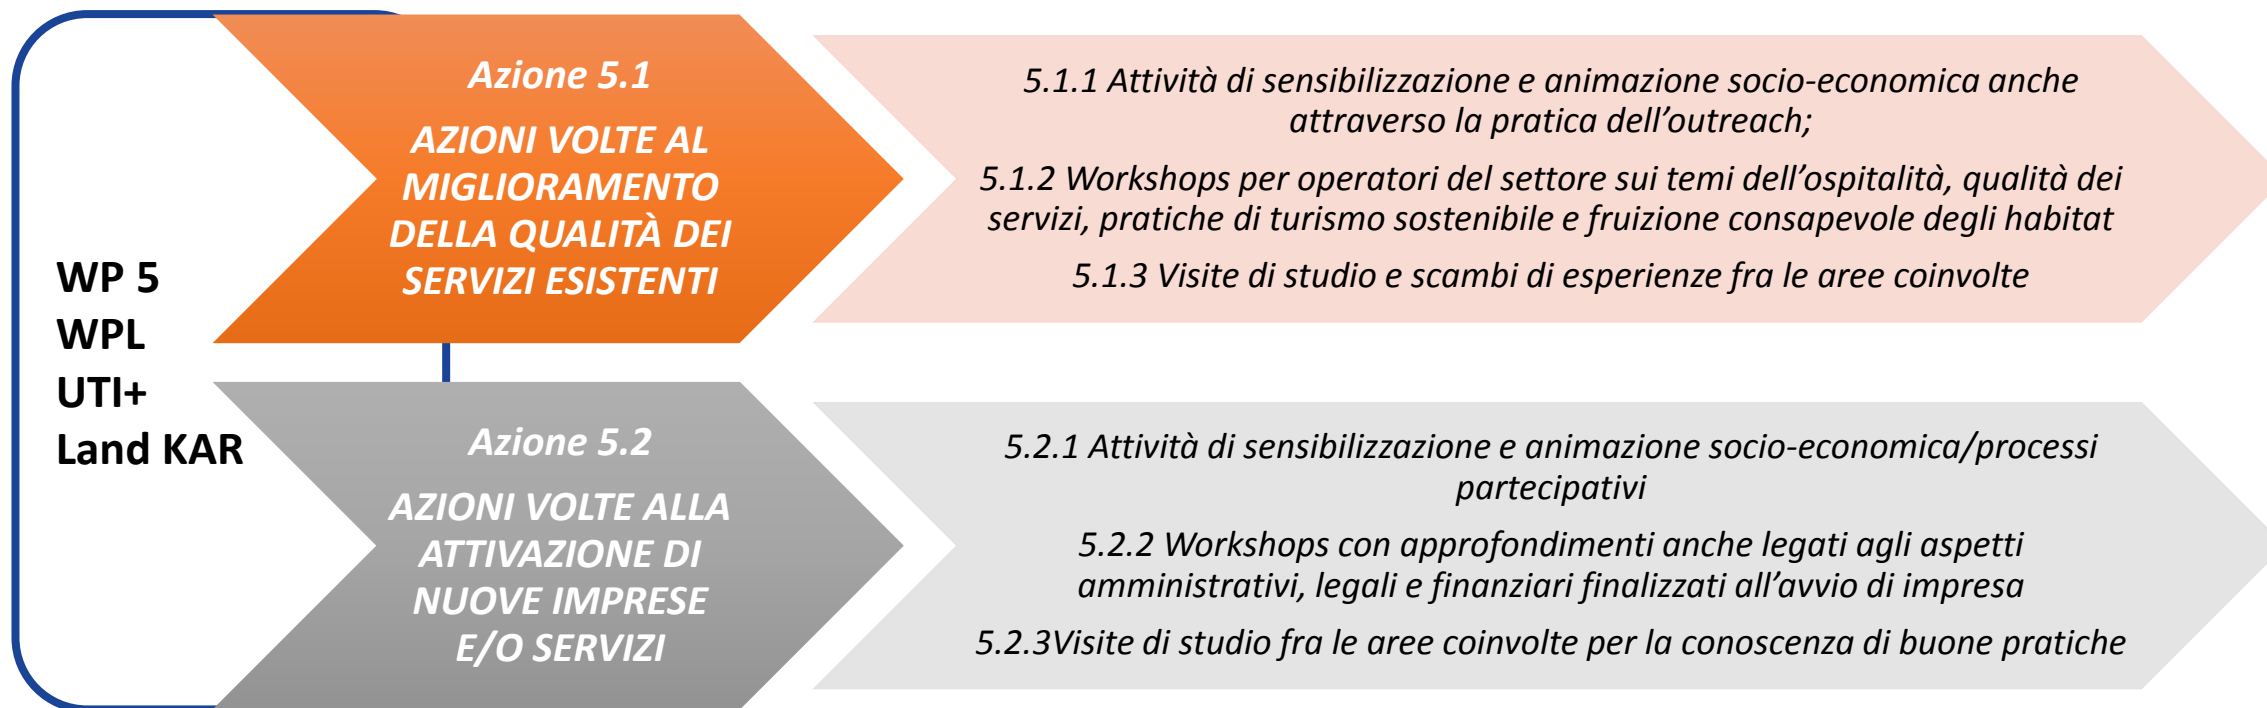 WP 5
WPL
UTI+
Land KAR
Azione 5.1
AZIONI VOLTE AL
MIGLIORAMENTO
DELLA QUALITÀ DEI
SERVIZI ESISTENTI
5.1.1 Attività di sensibilizzazione e animazione socio-economica anche
attraverso la pratica dell’outreach;
5.1.2 Workshops per operatori del settore sui temi dell’ospitalità, qualità dei
servizi, pratiche di turismo sostenibile e fruizione consapevole degli habitat
5.1.3 Visite di studio e scambi di esperienze fra le aree coinvolte
Azione 5.2
AZIONI VOLTE ALLA
ATTIVAZIONE DI
NUOVE IMPRESE
E/O SERVIZI
5.2.1 Attività di sensibilizzazione e animazione socio-economica/processi
partecipativi
5.2.2 Workshops con approfondimenti anche legati agli aspetti
amministrativi, legali e finanziari finalizzati all’avvio di impresa
5.2.3Visite di studio fra le aree coinvolte per la conoscenza di buone pratiche